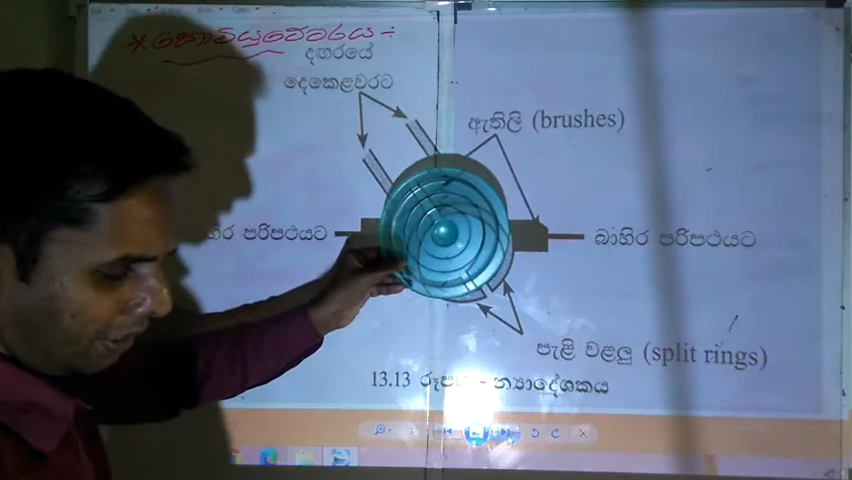 * කොමියුටේටරය ÷
දඟරයේ
දෙකෙළවරට
ඇතිලි (brushes)
පරිපථයට
බාහිර පරිපථයට
පැළි වළලු (split rings)
13.13 රූපය - න්‍යාදේශකය